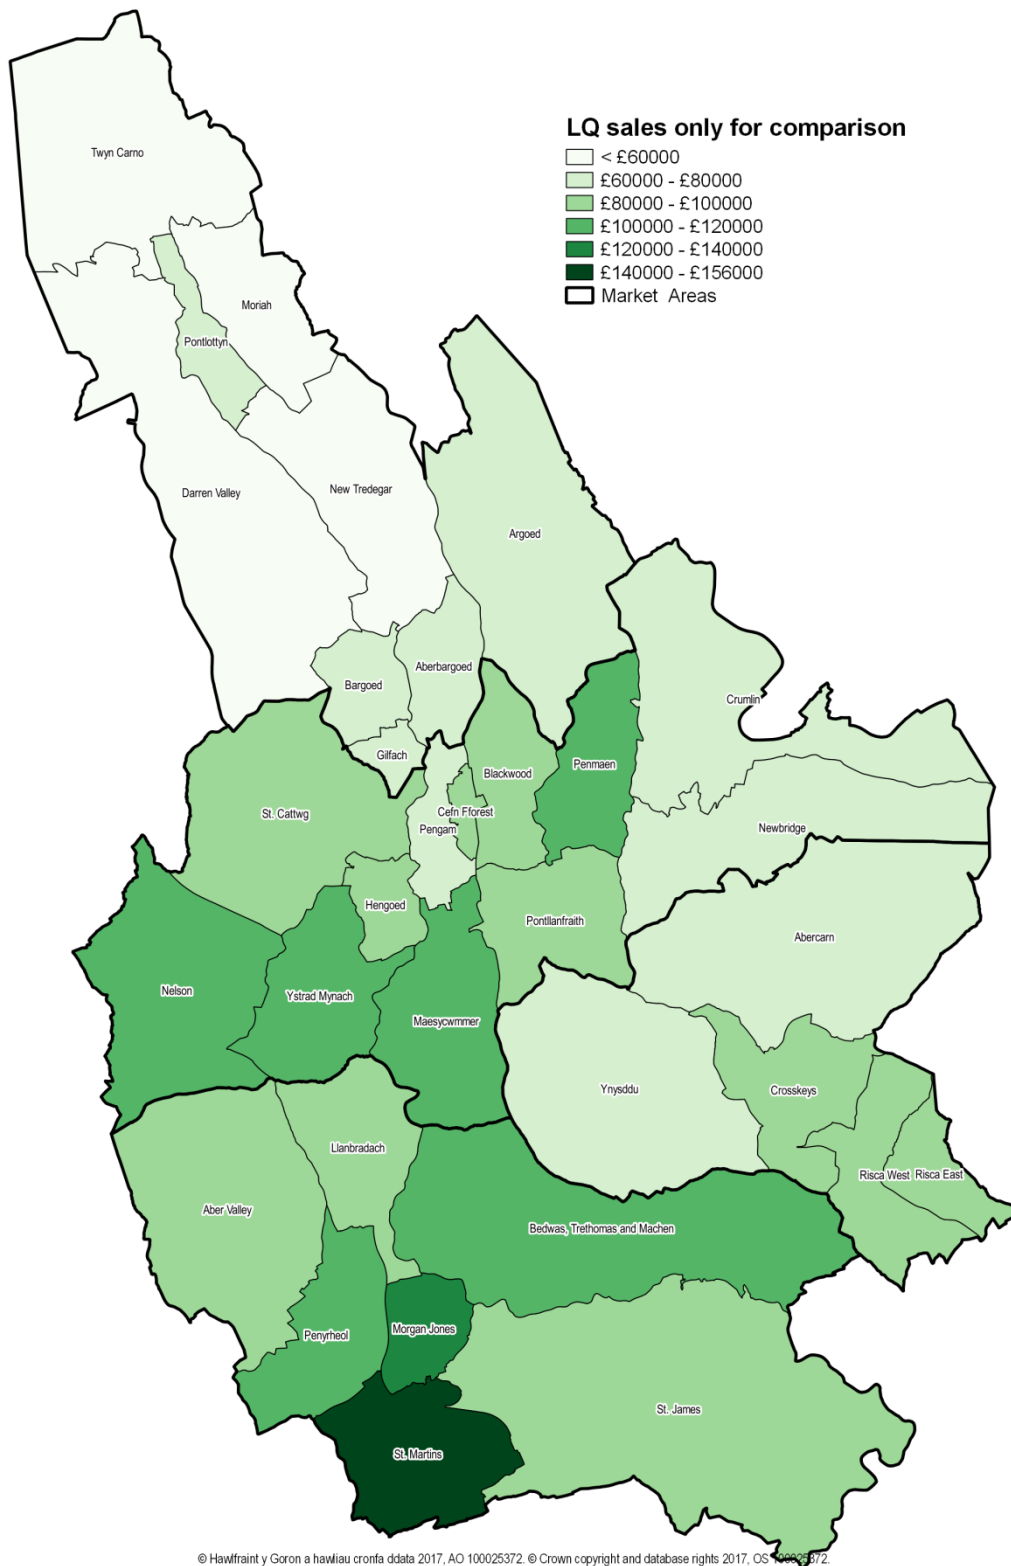 LQ sales only for comparison
< £60000
£60000 - £80000
£80000 - £100000
£100000 - £120000
£120000 - £140000
£140000 - £156000
Market Areas
Twyn Carno
Moriah
Pontlottyn
Darren Valley
New Tredegar
Argoed
Aberbargoed
Bargoed
Crumlin
Gilfach
Penmaen
Blackwood
St. Cattwg
Cefn Fforest
Pengam
Newbridge
Hengoed
Pontllanfraith
Abercarn
Nelson
Ystrad Mynach
Maesycwmmer
Ynysddu
Crosskeys
Llanbradach
Risca West
Risca East
Aber Valley
Bedwas, Trethomas and Machen
Penyrheol
Morgan Jones
St. James
St. Martins
© Hawlfraint y Goron a hawliau cronfa ddata 2017, AO 100025372. © Crown copyright and database rights 2017, OS 100025372.